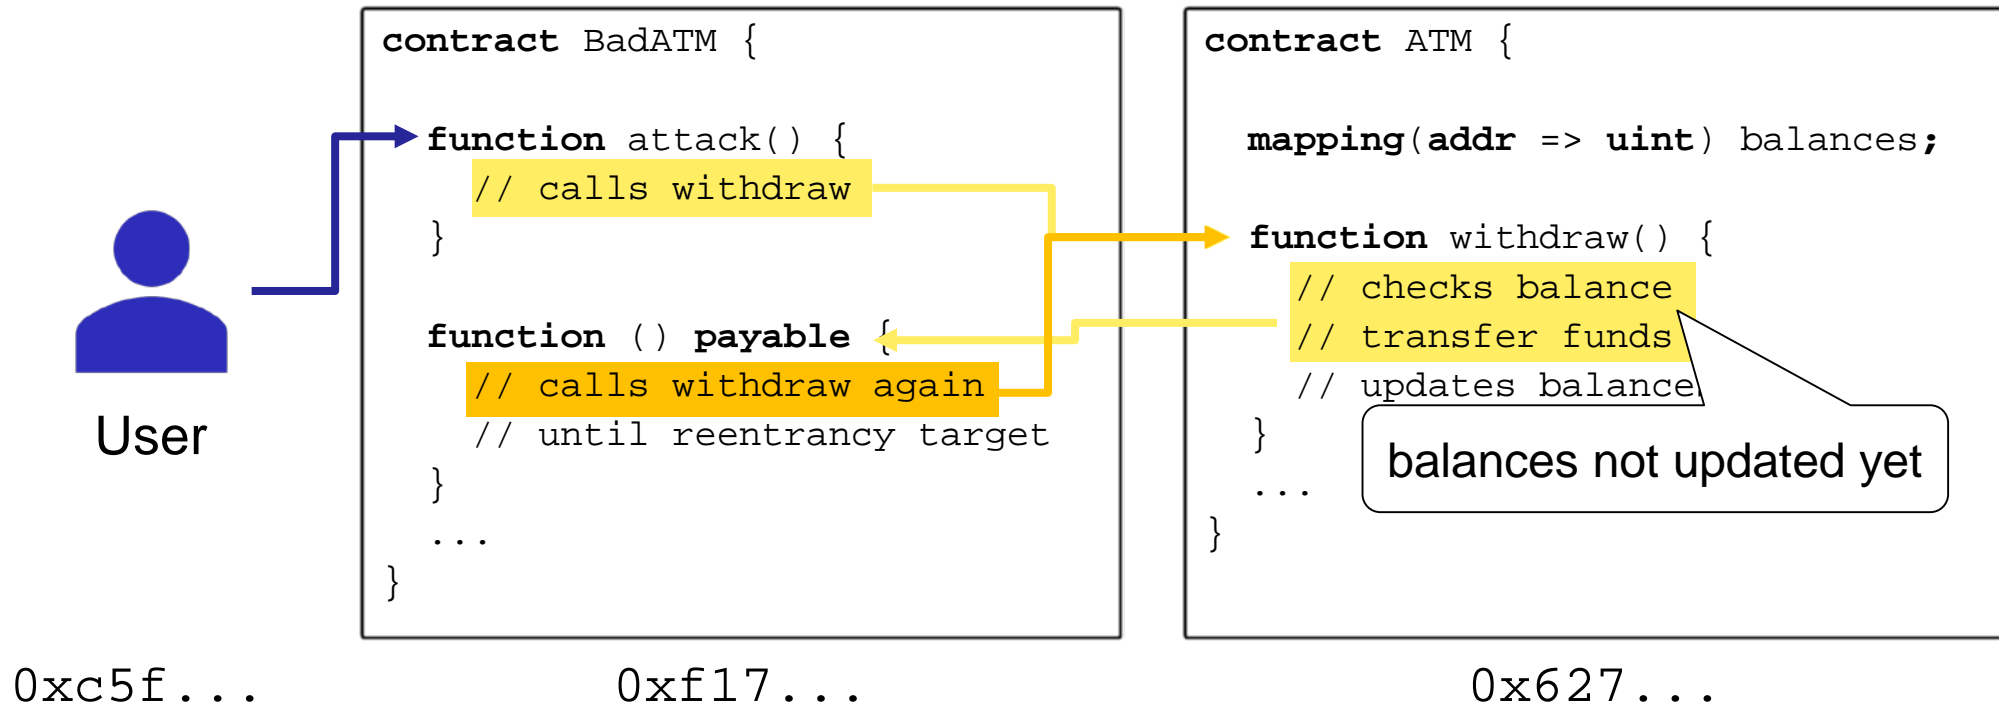 User
0xc5f...
contract BadATM {
function attack() {
// calls withdraw
}
function () payable {
// calls withdraw again
// until reentrancy target
}
...
}
0xf17...
contract ATM {
mapping(addr => uint) balances;
function withdraw() {
// checks balance
// transfer funds
// updates balance
}
...
}
balances not updated yet
0x627...